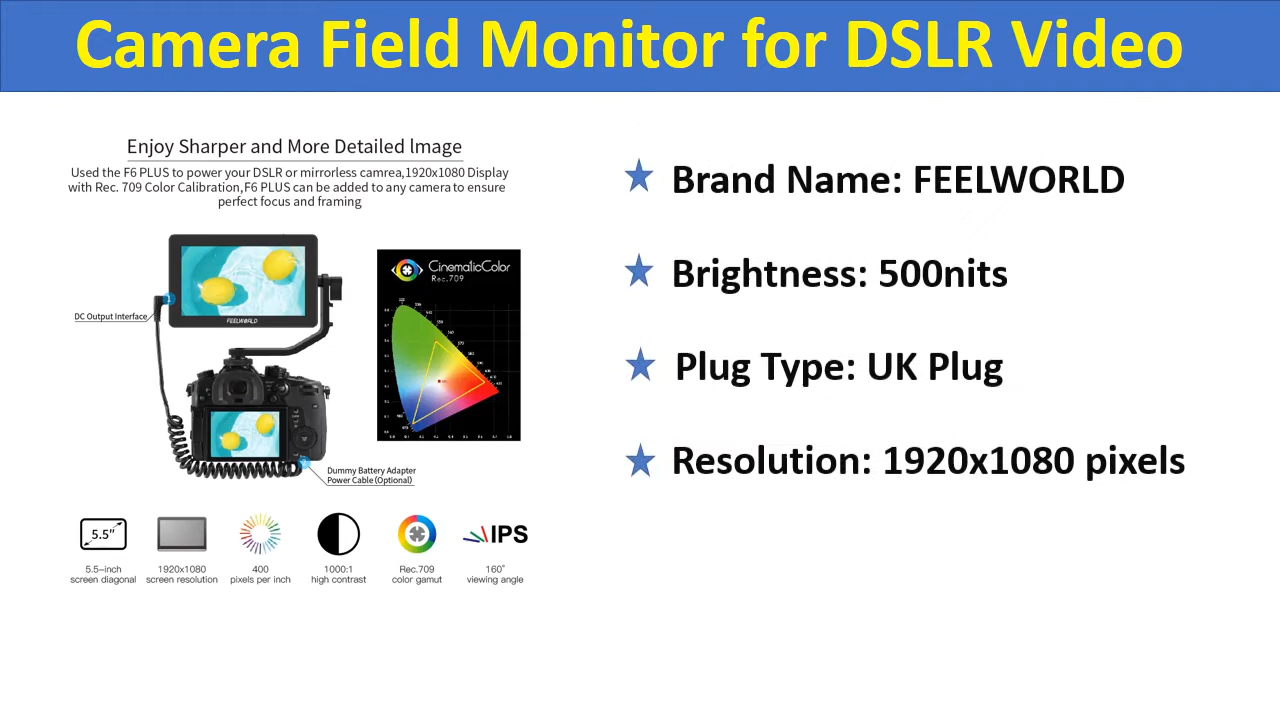 Camera Field Monitor for DSLR Video
Enjoy Sharper and More Detailed lmage
Used the F6 PLUS to power your DSLR or mirrorless camrea,1920x1080 Display
with Rec. 709 Color Calibration,F6 PLUS can be added to any camera to ensure
perfect focus and framing
DC Output Interface
1
FEELWORLD
CinematicColor
Rec.709
Dummy Battery Adapter
Power Cable (Optional)
5.5"
IPS
5.5-inch
screen diagonal
1920x1080
screen resolution
400
pixels per inch
1000:1
high contrast
Rec.709
color gamut
160°
viewing angle
Brand Name: FEELWORLD
Brightness: 500nits
Plug Type: UK Plug
Resolution: 1920x1080 pixels